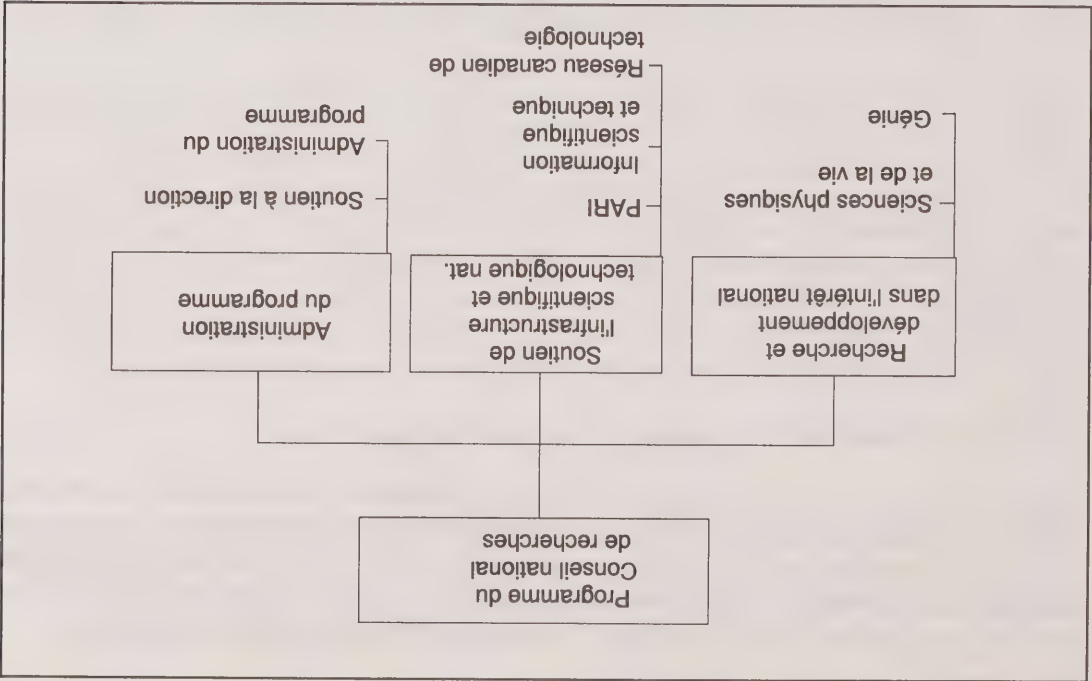 Programme du
Conseil national
de recherches
Recherche et
développement
dans l'intérêt national
Sciences physiques
et de la vie
Génie
Soutien de
l'infrastructure
scientifique et
technologique nat.
PARI
Information
scientifique
et technique
Réseau canadien de
technologie
Administration
du programme
Soutien à la direction
Administration du
programme